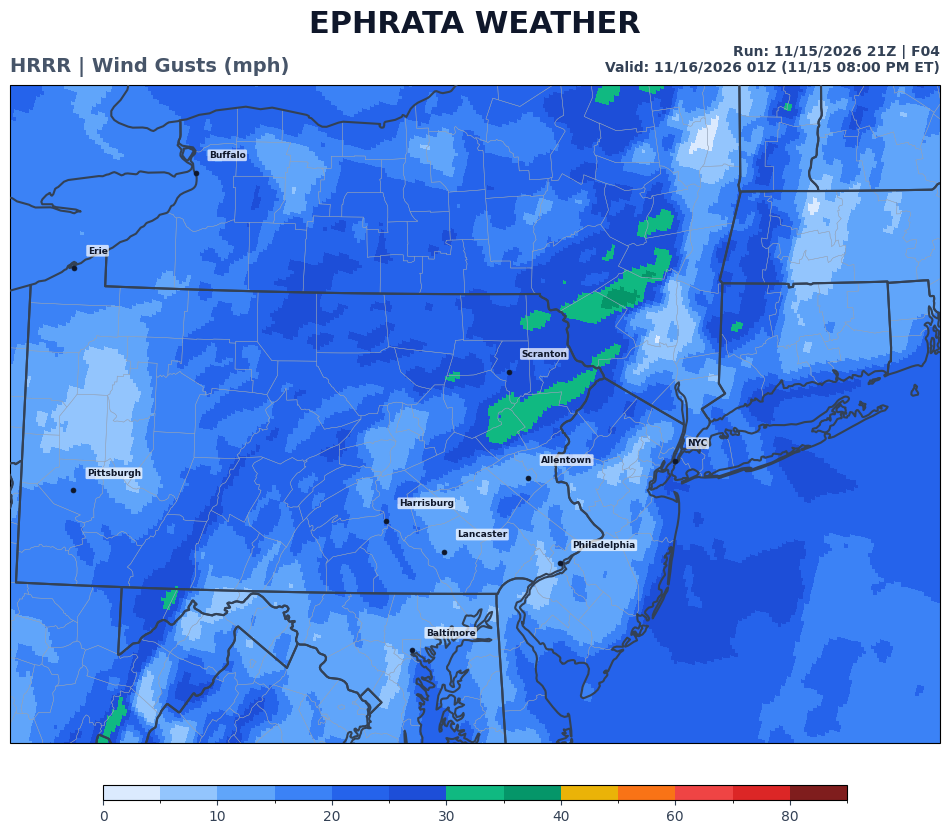 EPHRATA WEATHER
HRRR | Wind Gusts (mph)
Run: 11/15/2026 21Z | F04
Valid: 11/16/2026 01Z (11/15 08:00 PM ET)
Buffalo
Erie
Scranton
NYC
Allentown
Pittsburgh
Harrisburg
Lancaster
Philadelphia
Baltimore
0 10 20 30 40 60 80